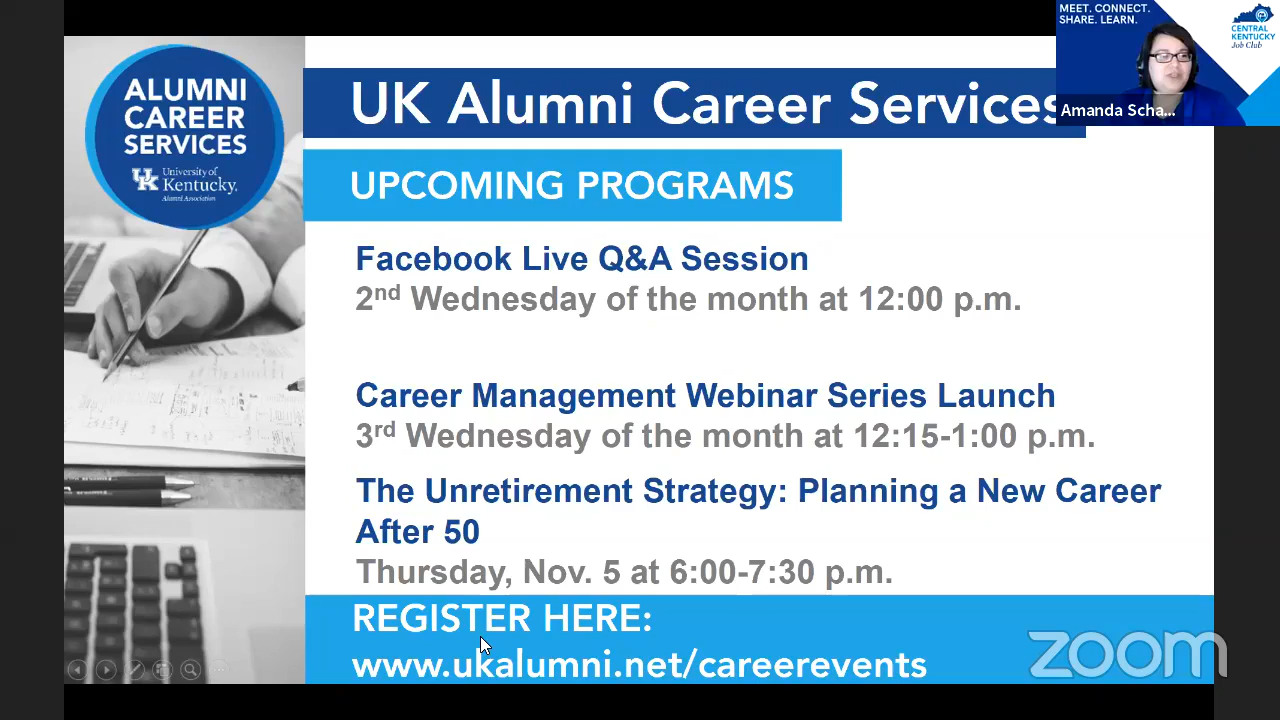 MEET. CONNECT.
SHARE. LEARN.
CENTRAL
KENTUCKY
Job Club
Amanda Scha...
ALUMNI
CAREER
SERVICES
UK University of
Kentucky.
Alumni Association
UK Alumni Career Services
UPCOMING PROGRAMS
Facebook Live Q&A Session
2nd Wednesday of the month at 12:00 p.m.
Career Management Webinar Series Launch
3rd Wednesday of the month at 12:15-1:00 p.m.
The Unretirement Strategy: Planning a New Career
After 50
Thursday, Nov. 5 at 6:00-7:30 p.m.
REGISTER HERE:
www.ukalumni.net/careerevents
zoom